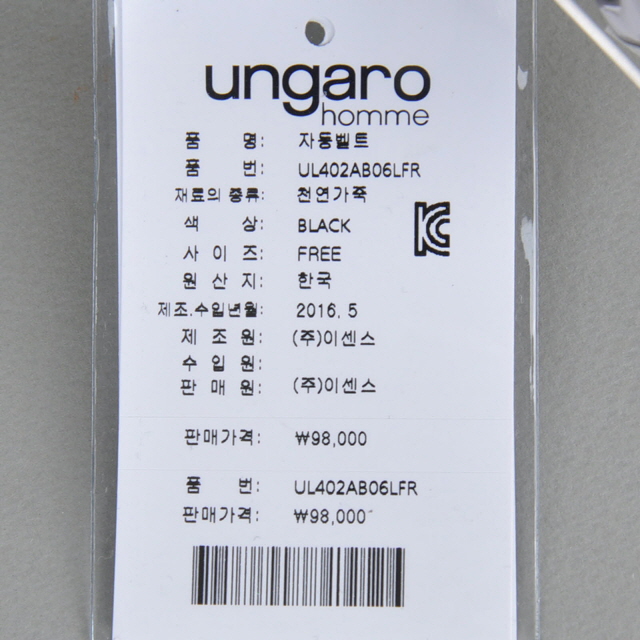 ungaro
homme
품 명: 자동벨트
품 번: UL402AB06LFR
재료의 종류: 천연가죽
색 상: BLACK
사 이 즈: FREE
원 산 지: 한국
제조.수입년월: 2016. 5
제 조 원: (주)이센스
수 입 원:
판 매 원: (주)이센스
판매가격: ₩98,000
품 번: UL402AB06LFR
판매가격: ₩98,000